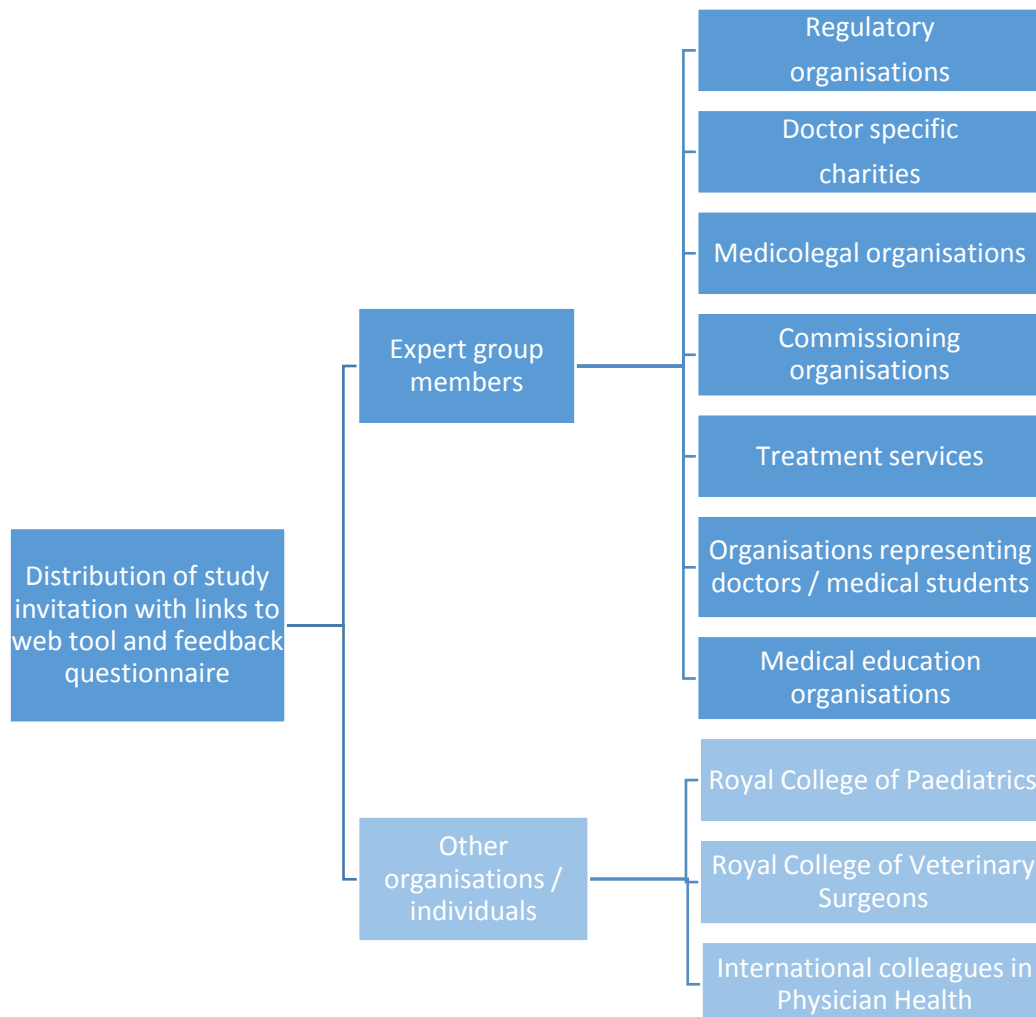 Regulatory
organisations
Doctor specific
charities
Medicolegal organisations
Commissioning
organisations
Expert group
members
Treatment services
Organisations representing
doctors / medical students
Distribution of study
invitation with links to
web tool and feedback
questionnaire
Medical education
organisations
Royal College of Paediatrics
Other
organisations /
individuals
Royal College of Veterinary
Surgeons
International colleagues in
Physician Health